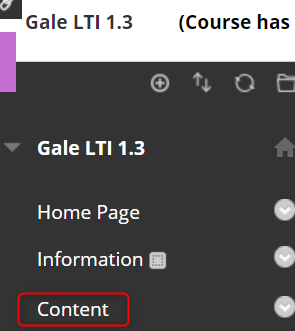 Gale LTI 1.3 (Course has
Gale LTI 1.3
Home Page
Information
Content